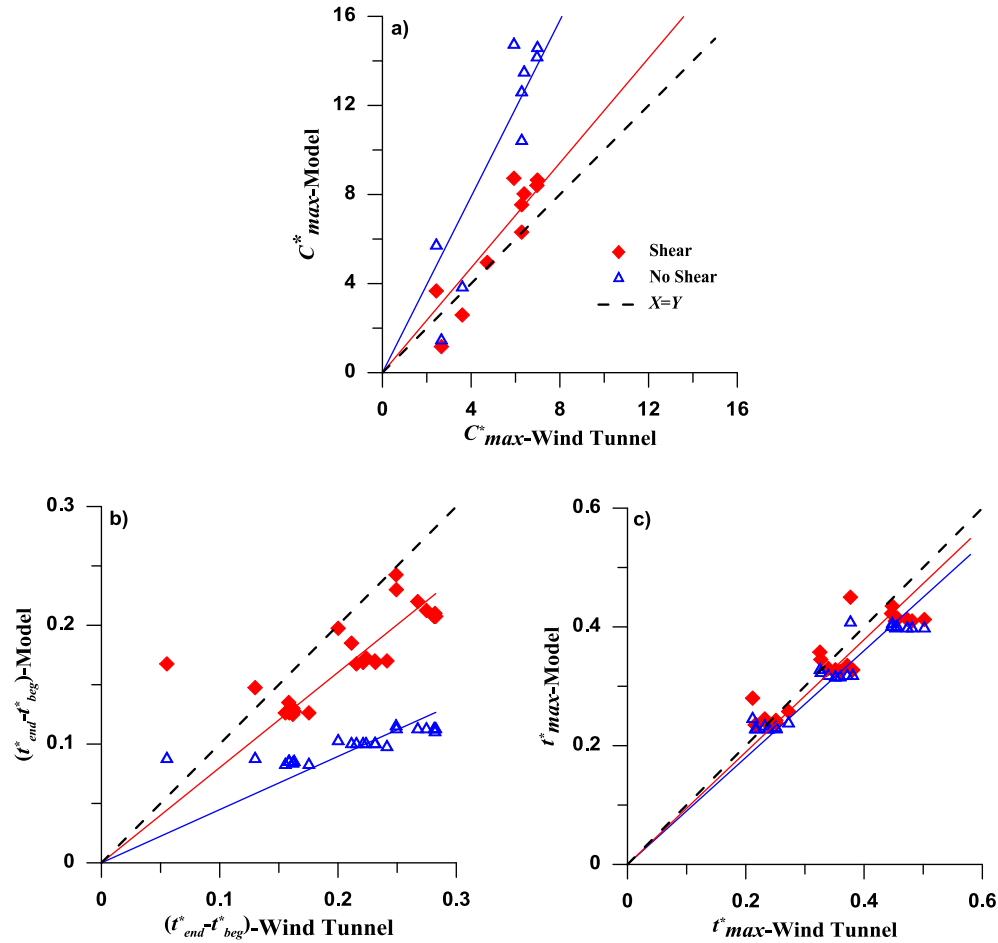 16
a)
12
8
4
0
C*max-Model
Shear
No Shear
X=Y
0
4
8
12
16
C*max-Wind Tunnel
0.3
b)
0.2
0.1
0
(t*end-t*beg)-Model
0
0.1
0.2
0.3
(t*end-t*beg)-Wind Tunnel
0.6
c)
0.4
0.2
0
t*max-Model
0
0.2
0.4
0.6
t*max-Wind Tunnel